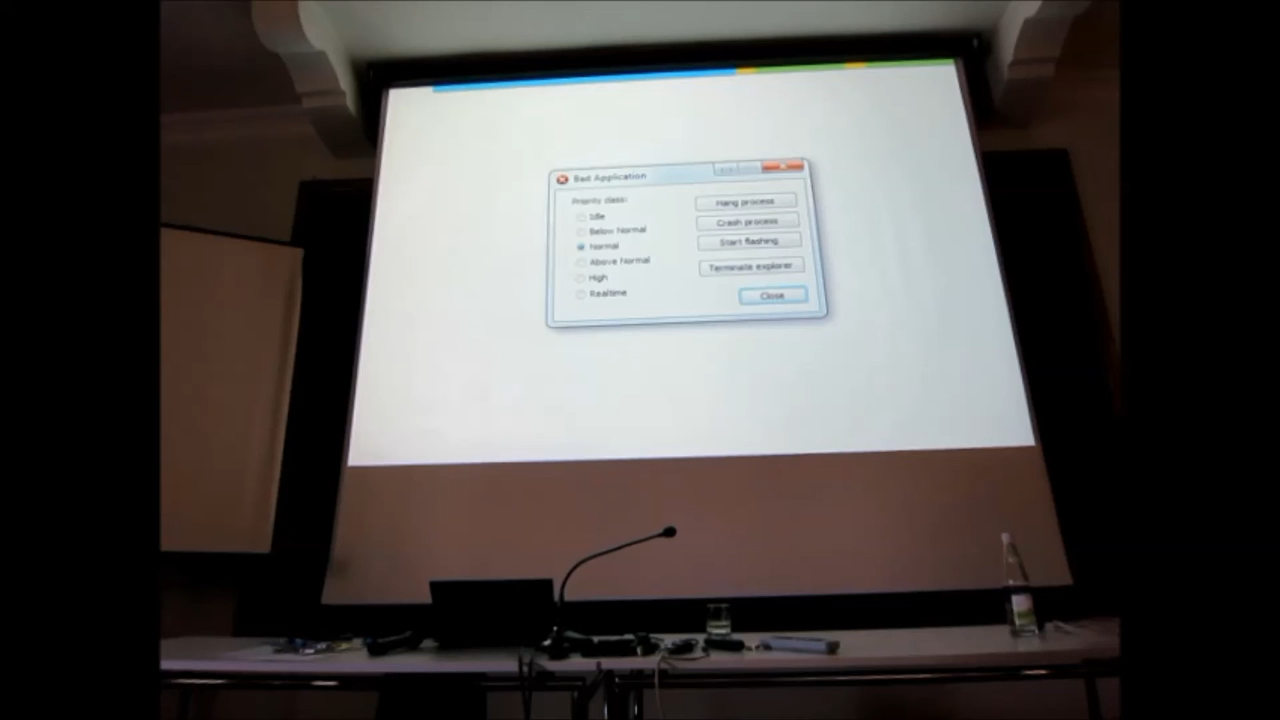 Bad Application
Priority class:
Idle
Below Normal
Normal
Above Normal
High
Realtime
Hang process
Crash process
Start flashing
Terminate explorer
Close